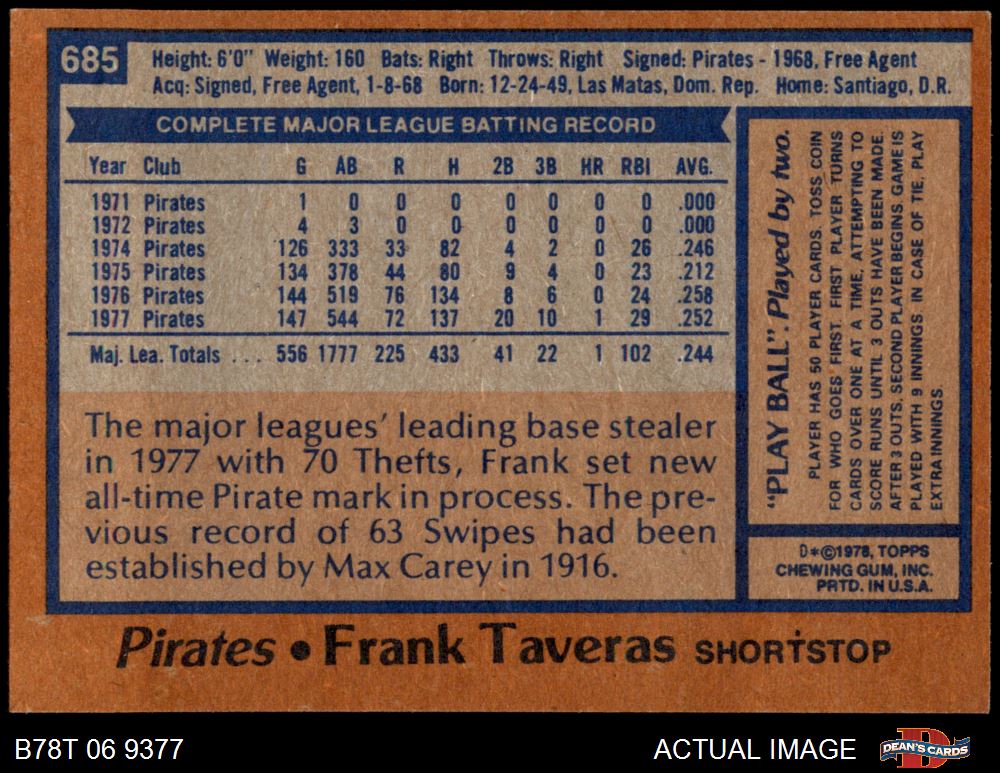 685
Height: 6'0" Weight: 160 Bats: Right Throws: Right Signed: Pirates - 1968, Free Agent
Acq: Signed, Free Agent, 1-8-68 Born: 12-24-49, Las Matas, Dom. Rep. Home: Santiago, D.R.
COMPLETE MAJOR LEAGUE BATTING RECORD
Year Club G AB R H 2B 3B HR RBI AVG.
1971 Pirates 1 0 0 0 0 0 0 0 .000
1972 Pirates 4 3 0 0 0 0 0 0 .000
1974 Pirates 126 333 33 82 4 2 0 26 .246
1975 Pirates 134 378 44 80 9 4 0 23 .212
1976 Pirates 144 519 76 134 8 6 0 24 .258
1977 Pirates 147 544 72 137 20 10 1 29 .252
Maj. Lea. Totals ... 556 1777 225 433 41 22 1 102 .244
The major leagues' leading base stealer
in 1977 with 70 Thefts, Frank set new
all-time Pirate mark in process. The pre-
vious record of 63 Swipes had been
established by Max Carey in 1916.
"PLAY BALL". Played by two.
PLAYER HAS 50 PLAYER CARDS. TOSS COIN
FOR WHO GOES FIRST. FIRST PLAYER TURNS
CARDS OVER ONE AT A TIME, ATTEMPTING TO
SCORE RUNS UNTIL 3 OUTS HAVE BEEN MADE.
AFTER 3 OUTS, SECOND PLAYER BEGINS. GAME IS
PLAYED WITH 9 INNINGS. IN CASE OF TIE, PLAY
EXTRA INNINGS.
D*©1978, TOPPS
CHEWING GUM, INC.
PRTD. IN U.S.A.
Pirates • Frank Taveras SHORTSTOP
B78T 06 9377
ACTUAL IMAGE
DEAN'S CARDS